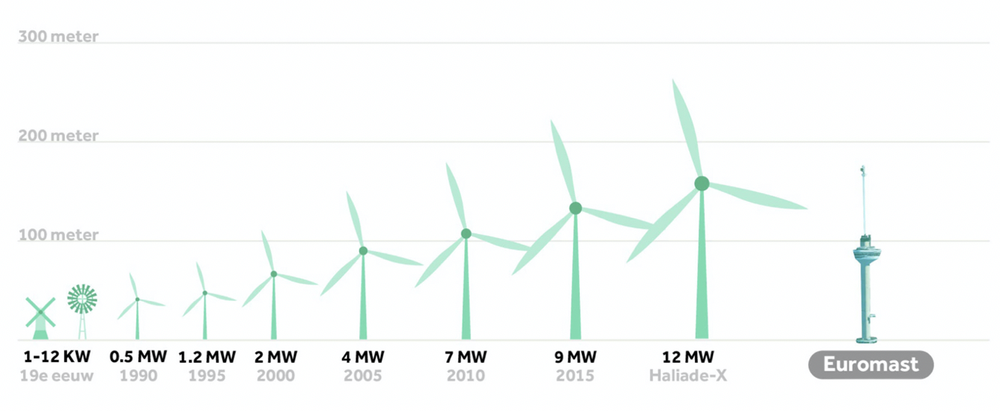 300 meter
200 meter
100 meter
1-12 KW 0.5 MW 1.2 MW 2 MW 4 MW 7 MW 9 MW 12 MW
19e eeuw 1990 1995 2000 2005 2010 2015 Haliade-X
Euromast